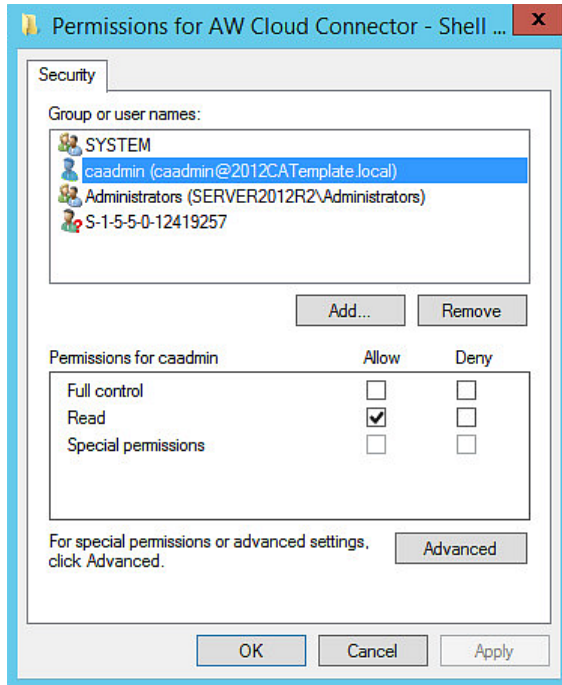 Permissions for AW Cloud Connector - Shell ...
x
Security
Group or user names:
SYSTEM
caadmin (caadmin@2012CATemplate.local)
Administrators (SERVER2012R2\Administrators)
S-1-5-5-0-12419257
Add... Remove
Permissions for caadmin Allow Deny
Full control
Read
Special permissions
For special permissions or advanced settings,
click Advanced.
Advanced
OK Cancel Apply